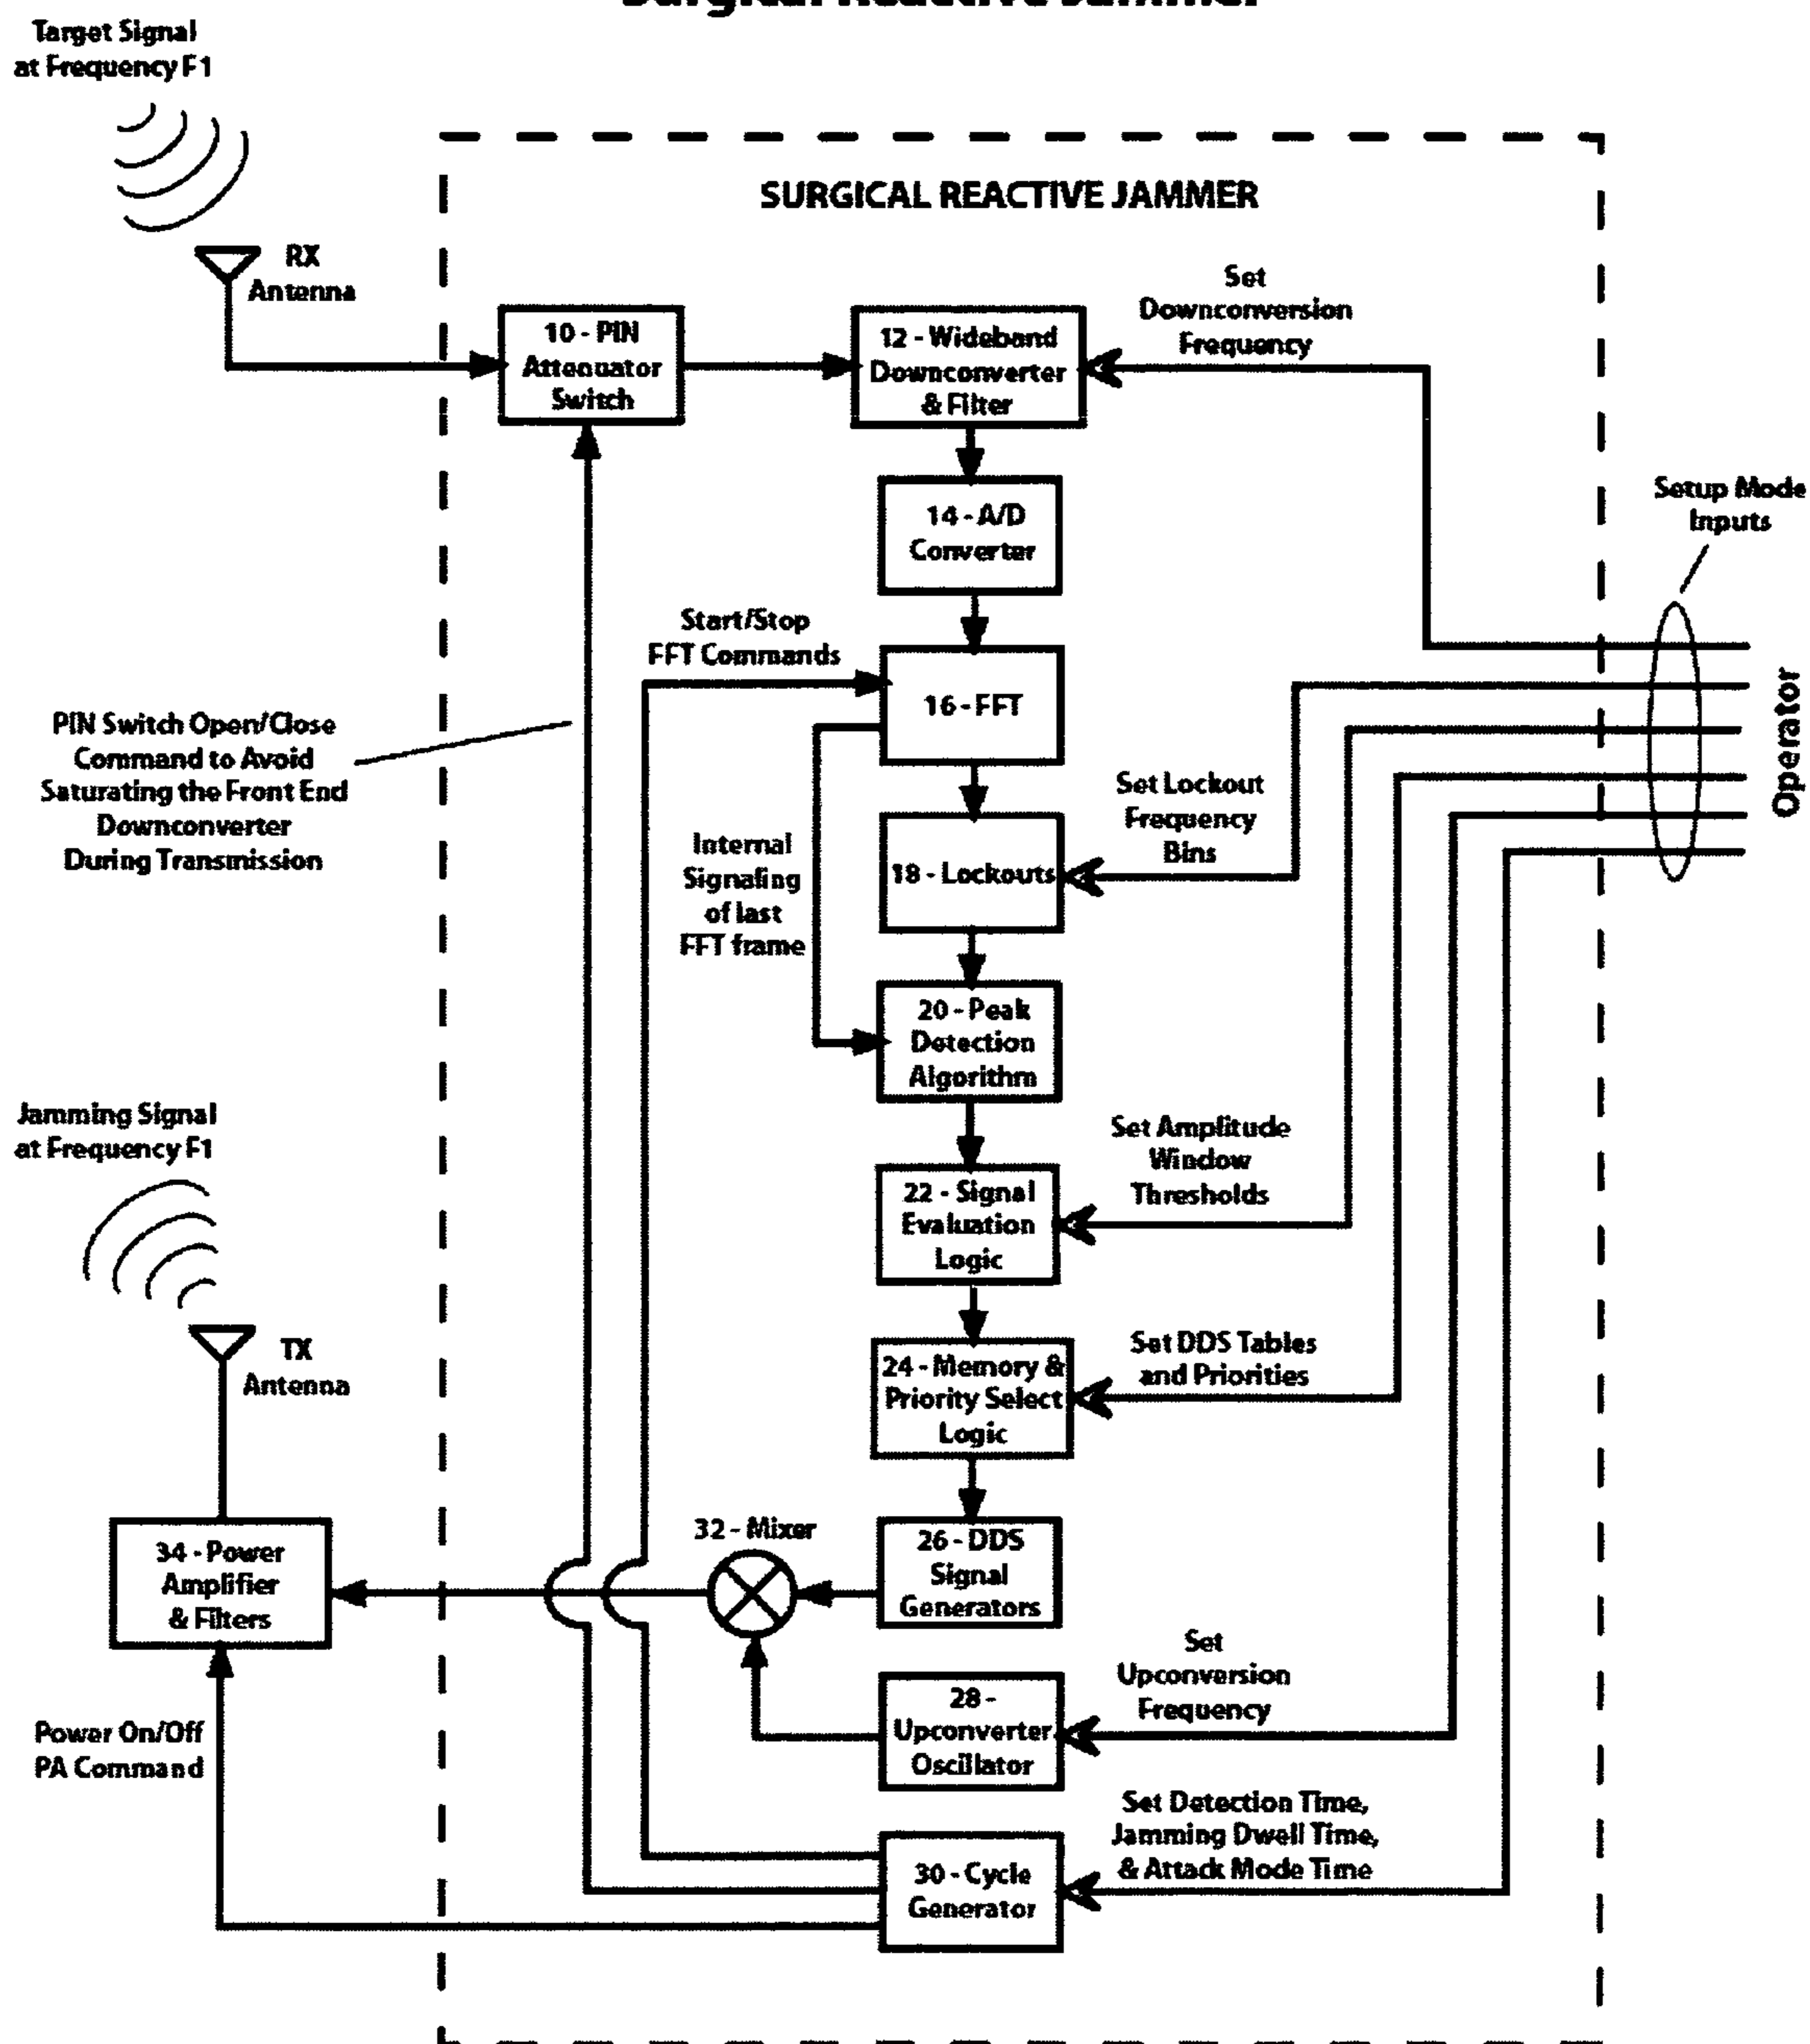 Surgical Reactive Jammer
Target Signal
at Frequency F1
SURGICAL REACTIVE JAMMER
RX
Antenna
10 - PIN
Attenuator
Switch
12 - Wideband
Downconverter
& Filter
Set
Downconversion
Frequency
14 - A/D
Converter
Setup Mode
Inputs
Start/Stop
FFT Commands
16 - FFT
Operator
PIN Switch Open/Close
Command to Avoid
Saturating the Front End
Downconverter
During Transmission
Internal
Signaling
of last
FFT frame
Set Lockout
Frequency
Bins
18 - Lockouts
20 - Peak
Detection
Algorithm
Jamming Signal
at Frequency F1
Set Amplitude
Window
Thresholds
22 - Signal
Evaluation
Logic
TX
Antenna
24 - Memory &
Priority Select
Logic
Set DDS Tables
and Priorities
32 - Mixer
26 - DDS
Signal
Generators
34 - Power
Amplifier
& Filters
Set
Upconversion
Frequency
28 -
Upconverter
Oscillator
Power On/Off
PA Command
Set Detection Time,
Jamming Dwell Time,
& Attack Mode Time
30 - Cycle
Generator